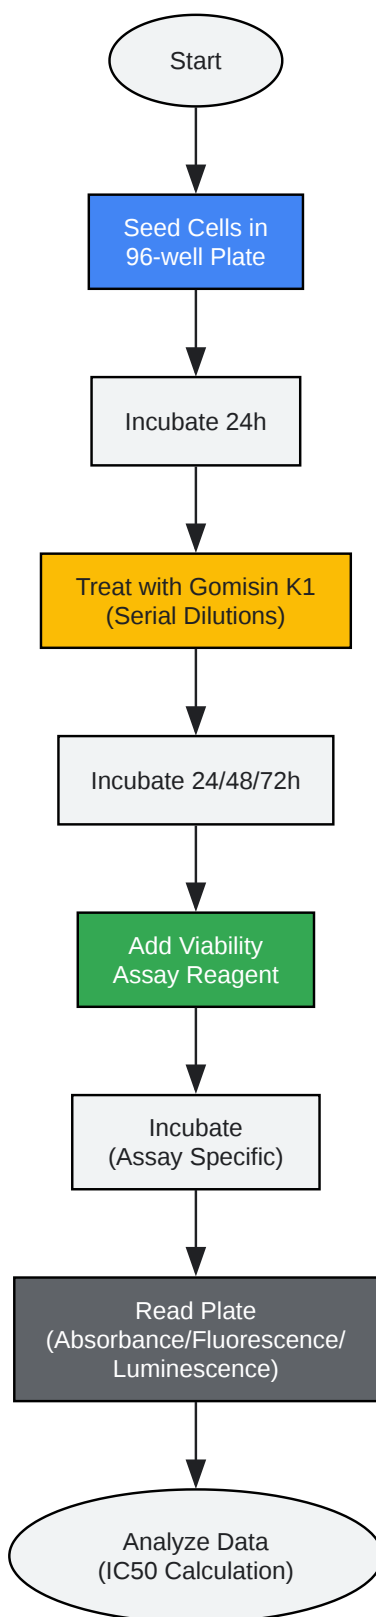 Start
Seed Cells in
96-well Plate
Incubate 24h
Treat with Gomisin K1
(Serial Dilutions)
Incubate 24/48/72h
Add Viability
Assay Reagent
Incubate
(Assay Specific)
Read Plate
(Absorbance/Fluorescence/
Luminescence)
Analyze Data
(IC50 Calculation)